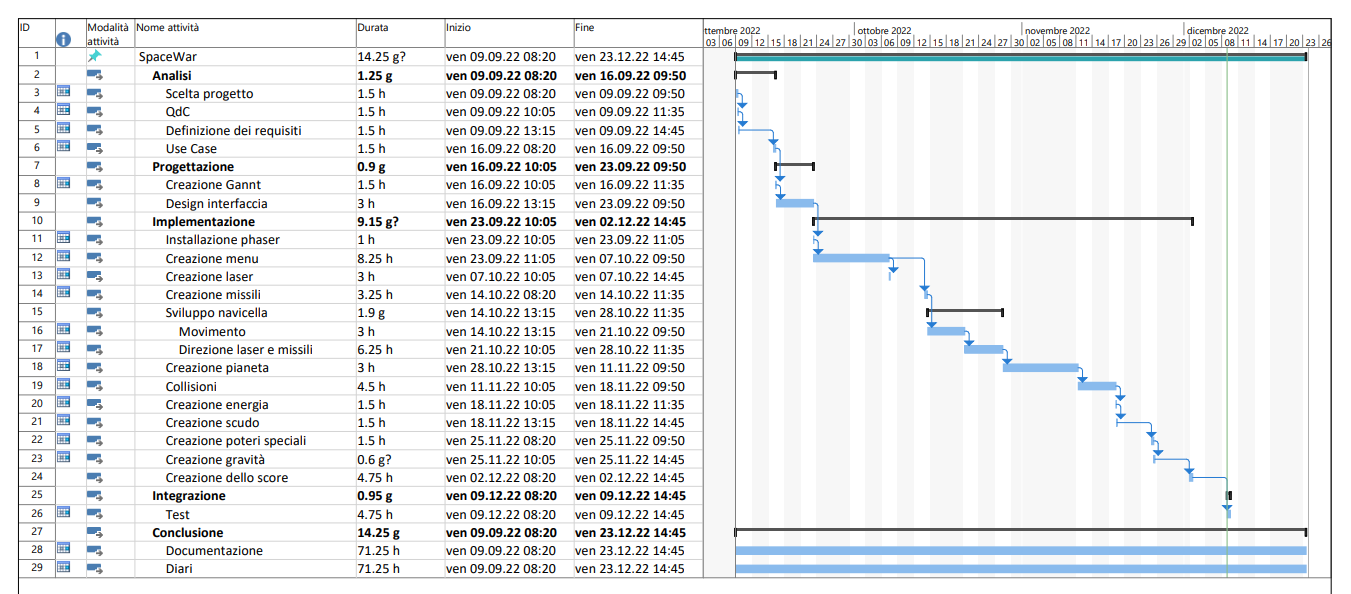 ID Modalità attività Nome attività Durata Inizio Fine
ttembre 2022 ottobre 2022 novembre 2022 dicembre 2022
03 06 09 12 15 18 21 24 27 30 03 06 09 12 15 18 21 24 27 30 02 05 08 11 14 17 20 23 26 29 02 05 08 11 14 17 20 23 26
1 SpaceWar 14.25 g? ven 09.09.22 08:20 ven 23.12.22 14:45
2 Analisi 1.25 g ven 09.09.22 08:20 ven 16.09.22 09:50
3 Scelta progetto 1.5 h ven 09.09.22 08:20 ven 09.09.22 09:50
4 QdC 1.5 h ven 09.09.22 10:05 ven 09.09.22 11:35
5 Definizione dei requisiti 1.5 h ven 09.09.22 13:15 ven 09.09.22 14:45
6 Use Case 1.5 h ven 16.09.22 08:20 ven 16.09.22 09:50
7 Progettazione 0.9 g ven 16.09.22 10:05 ven 23.09.22 09:50
8 Creazione Gannt 1.5 h ven 16.09.22 10:05 ven 16.09.22 11:35
9 Design interfaccia 3 h ven 16.09.22 13:15 ven 23.09.22 09:50
10 Implementazione 9.15 g? ven 23.09.22 10:05 ven 02.12.22 14:45
11 Installazione phaser 1 h ven 23.09.22 10:05 ven 23.09.22 11:05
12 Creazione menu 8.25 h ven 23.09.22 11:05 ven 07.10.22 09:50
13 Creazione laser 3 h ven 07.10.22 10:05 ven 07.10.22 14:45
14 Creazione missili 3.25 h ven 14.10.22 08:20 ven 14.10.22 11:35
15 Sviluppo navicella 1.9 g ven 14.10.22 13:15 ven 28.10.22 11:35
16 Movimento 3 h ven 14.10.22 13:15 ven 21.10.22 09:50
17 Direzione laser e missili 6.25 h ven 21.10.22 10:05 ven 28.10.22 11:35
18 Creazione pianeta 3 h ven 28.10.22 13:15 ven 11.11.22 09:50
19 Collisioni 4.5 h ven 11.11.22 10:05 ven 18.11.22 09:50
20 Creazione energia 1.5 h ven 18.11.22 10:05 ven 18.11.22 11:35
21 Creazione scudo 1.5 h ven 18.11.22 13:15 ven 18.11.22 14:45
22 Creazione poteri speciali 1.5 h ven 25.11.22 08:20 ven 25.11.22 09:50
23 Creazione gravità 0.6 g? ven 25.11.22 10:05 ven 25.11.22 14:45
24 Creazione dello score 4.75 h ven 02.12.22 08:20 ven 02.12.22 14:45
25 Integrazione 0.95 g ven 09.12.22 08:20 ven 09.12.22 14:45
26 Test 4.75 h ven 09.12.22 08:20 ven 09.12.22 14:45
27 Conclusione 14.25 g ven 09.09.22 08:20 ven 23.12.22 14:45
28 Documentazione 71.25 h ven 09.09.22 08:20 ven 23.12.22 14:45
29 Diari 71.25 h ven 09.09.22 08:20 ven 23.12.22 14:45